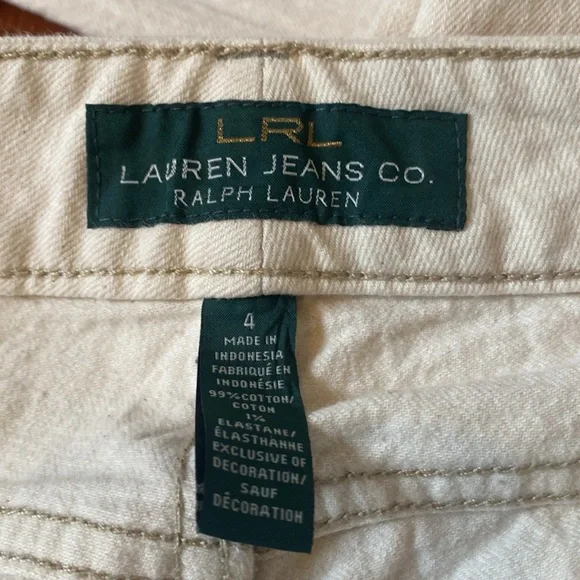 LRL
LAUREN JEANS CO.
RALPH LAUREN
4
MADE IN
INDONESIA
FABRIQUÉ EN
INDONÉSIE
99% COTTON/
COTON
1%
ELASTANE/
ÉLASTHANNE
EXCLUSIVE OF
DECORATION/
SAUF
DÉCORATION